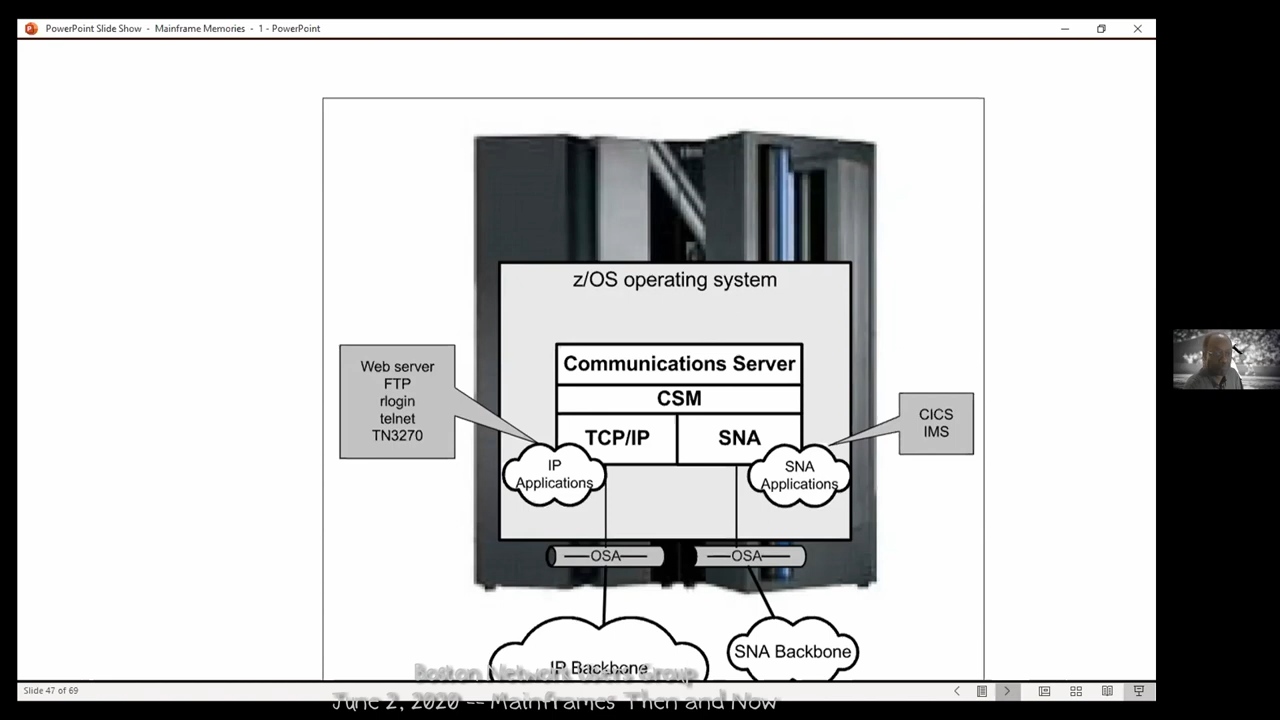 PowerPoint Slide Show - Mainframe Memories - 1 - PowerPoint
z/OS operating system
Communications Server
CSM
TCP/IP
SNA
Web server
FTP
rlogin
telnet
TN3270
CICS
IMS
IP
Applications
SNA
Applications
OSA
OSA
IP Backbone
SNA Backbone
Boston Network Users Group
June 2, 2020 -- Mainframes Then and Now
Slide 47 of 69